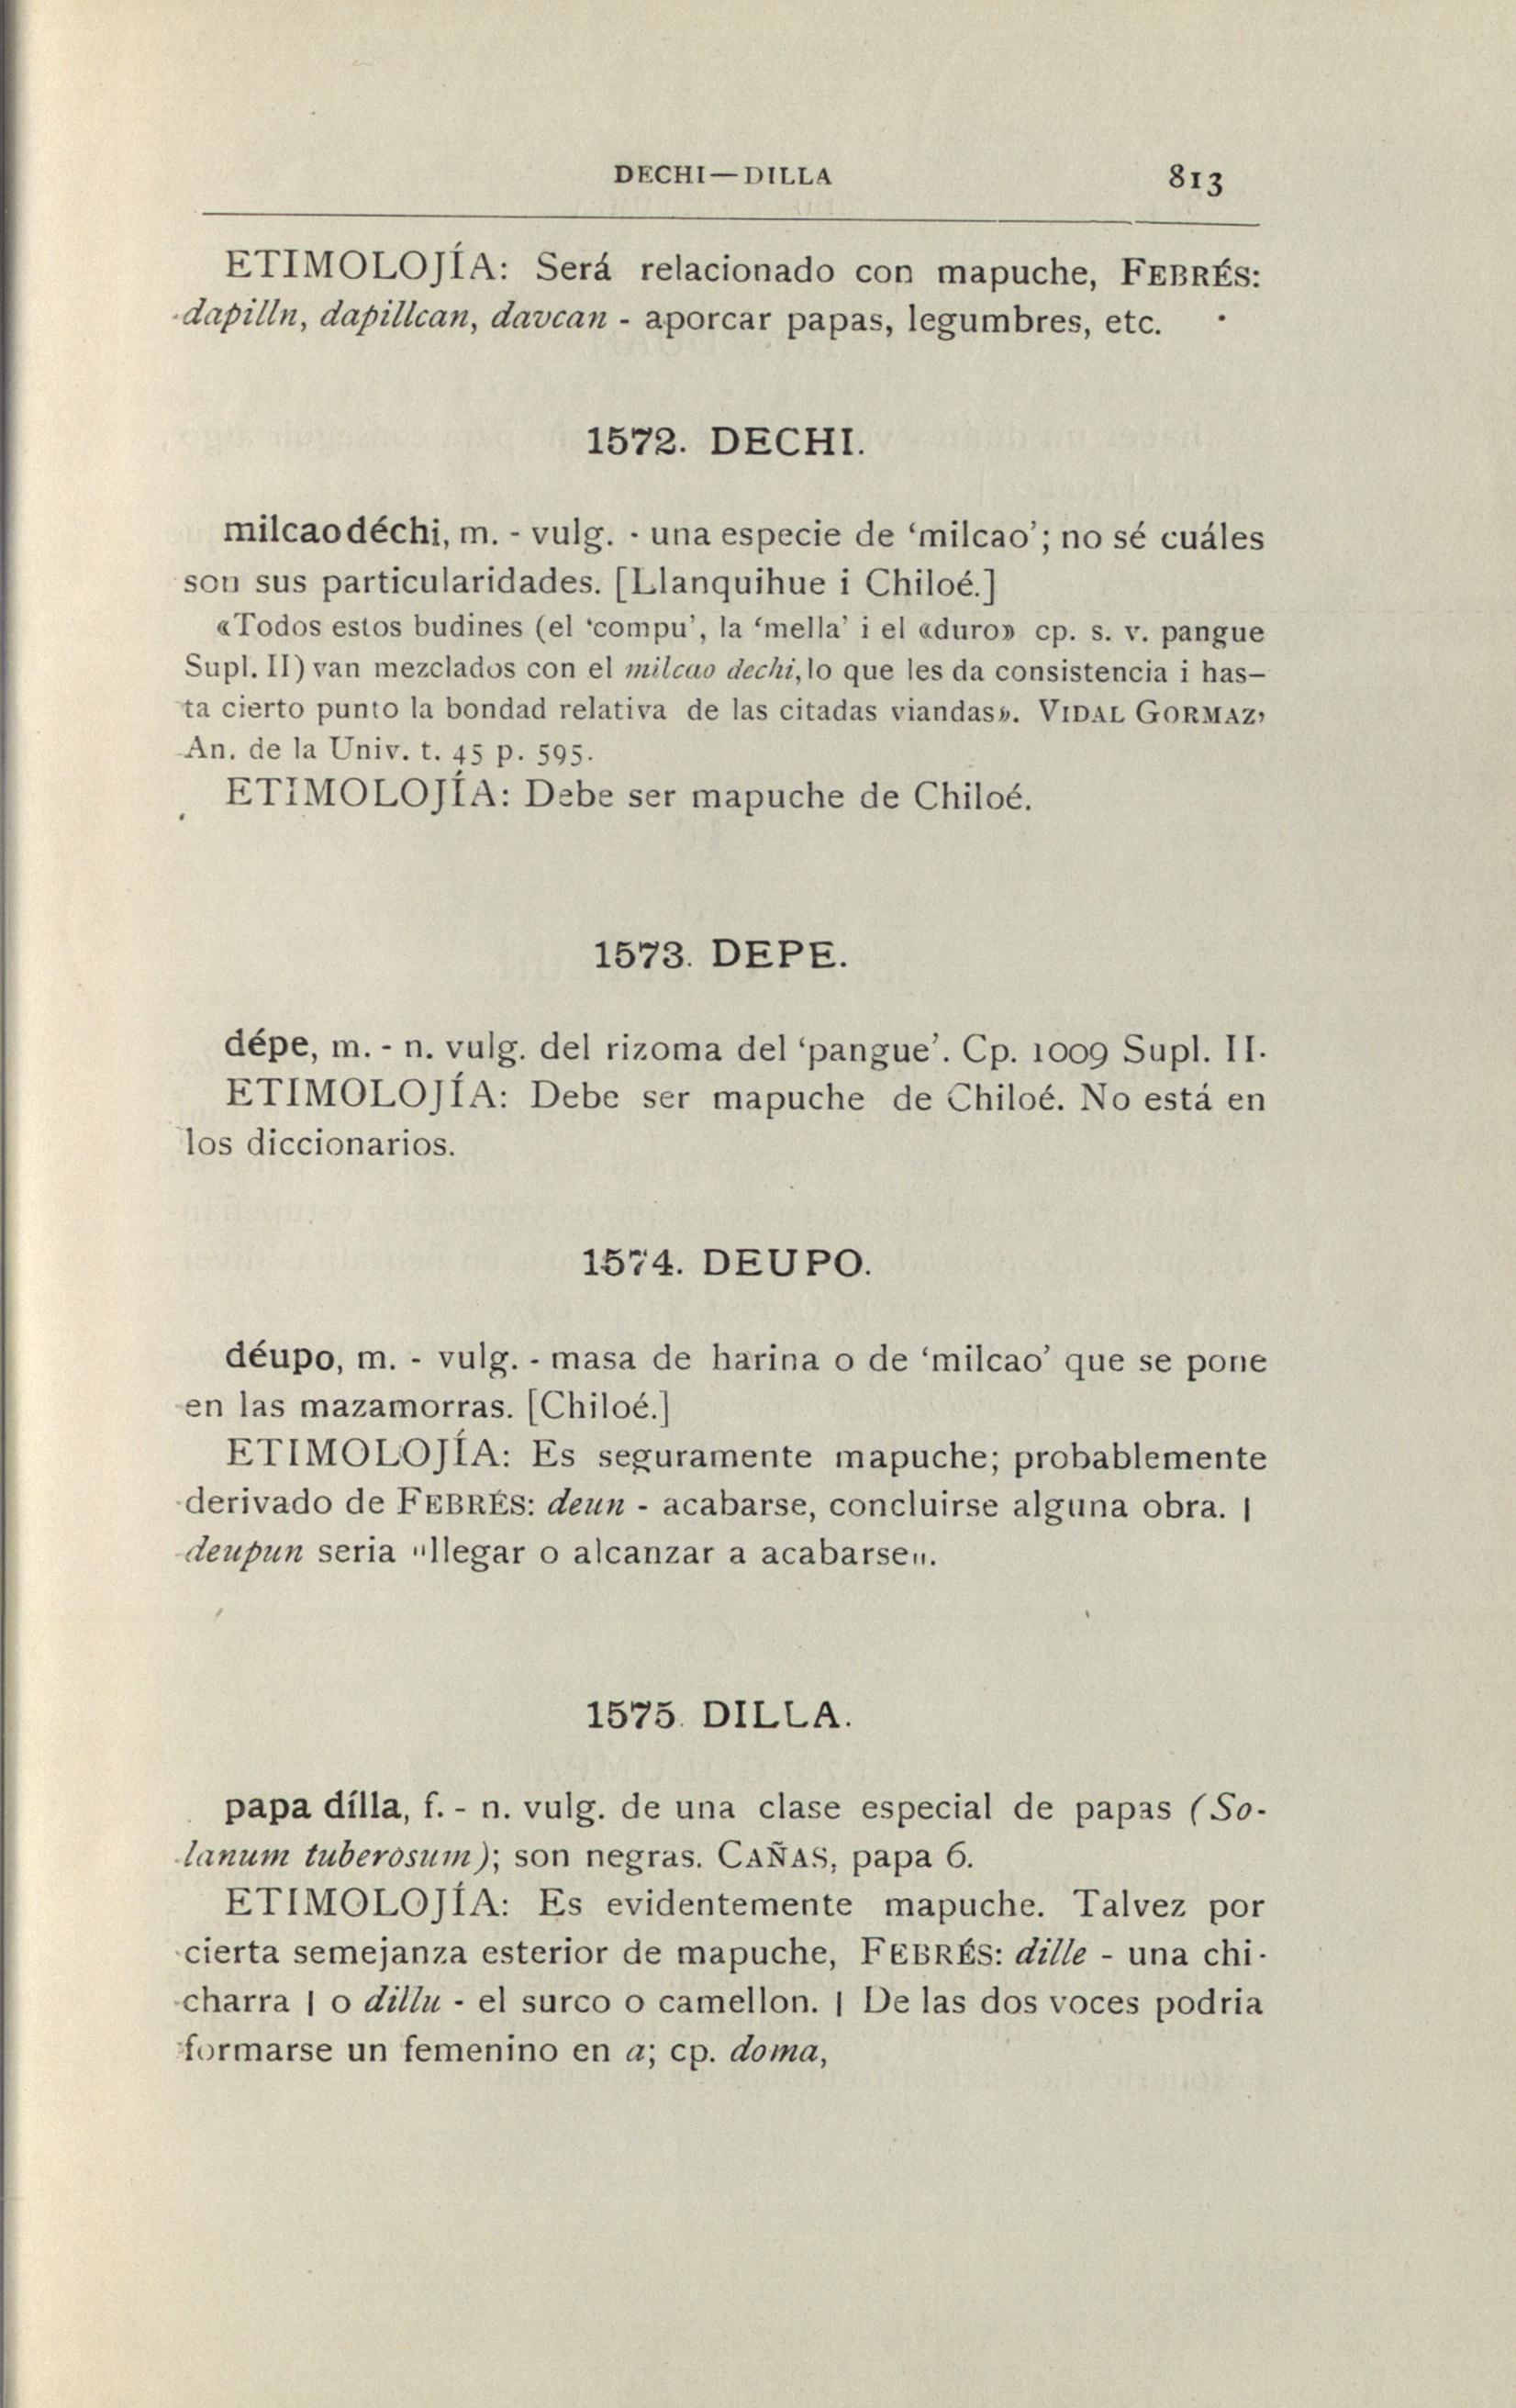 DECHI—DILLA 813
ETIMOLOJÍA: Será relacionado con mapuche, FEBRÉS:
dapilln, dapillcan, davcan - aporcar papas, legumbres, etc.
1572. DECHI.
milcao déchi, m. - vulg. - una especie de ‘milcao’; no sé cuáles
son sus particularidades. [Llanquihue i Chiloé.]
«Todos estos budines (el ‘compu’, la ‘mella’ i el «duro» cp. s. v. pangue
Supl. II) van mezclados con el milcao dechi, lo que les da consistencia i has-
ta cierto punto la bondad relativa de las citadas viandas». VIDAL GORMAZ,
An. de la Univ. t. 45 p. 595.
ETIMOLOJÍA: Debe ser mapuche de Chiloé.
1573. DEPE.
dépe, m. - n. vulg. del rizoma del ‘pangue’. Cp. 1009 Supl. II.
ETIMOLOJÍA: Debe ser mapuche de Chiloé. No está en
los diccionarios.
1574. DEUPO.
déupo, m. - vulg. - masa de harina o de ‘milcao’ que se pone
en las mazamorras. [Chiloé.]
ETIMOLOJÍA: Es seguramente mapuche; probablemente
derivado de FEBRÉS: deun - acabarse, concluirse alguna obra. |
deupun seria "llegar o alcanzar a acabarse".
1575. DILLA.
papa dílla, f. - n. vulg. de una clase especial de papas (So-
lanum tuberosum); son negras. CAÑAS, papa 6.
ETIMOLOJÍA: Es evidentemente mapuche. Talvez por
cierta semejanza esterior de mapuche, FEBRÉS: dille - una chi-
charra | o dillu - el surco o camellon. | De las dos voces podria
formarse un femenino en a; cp. doma,